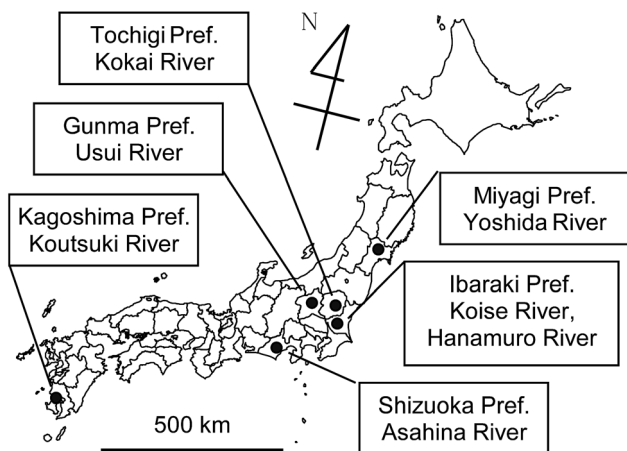 Tochigi Pref.
Kokai River
N
Gunma Pref.
Usui River
Kagoshima Pref.
Koutsuki River
Miyagi Pref.
Yoshida River
Ibaraki Pref.
Koise River,
Hanamuro River
Shizuoka Pref.
Asahina River
500 km